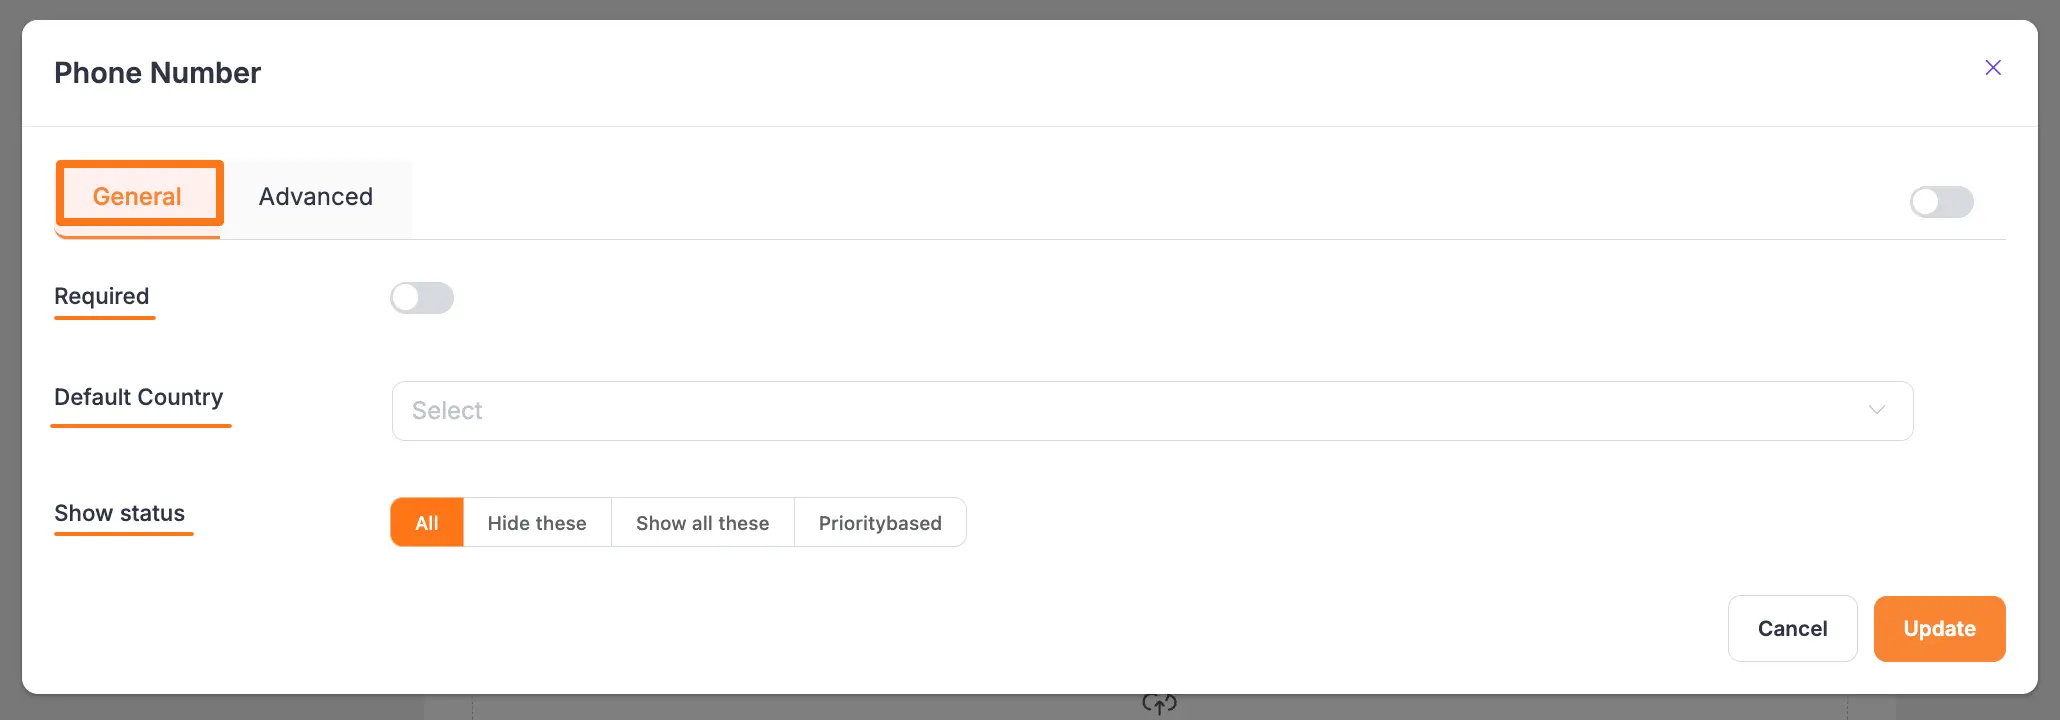 Phone Number
General Advanced
Required
Default Country Select
Show status All Hide these Show all these Prioritybased
Cancel Update